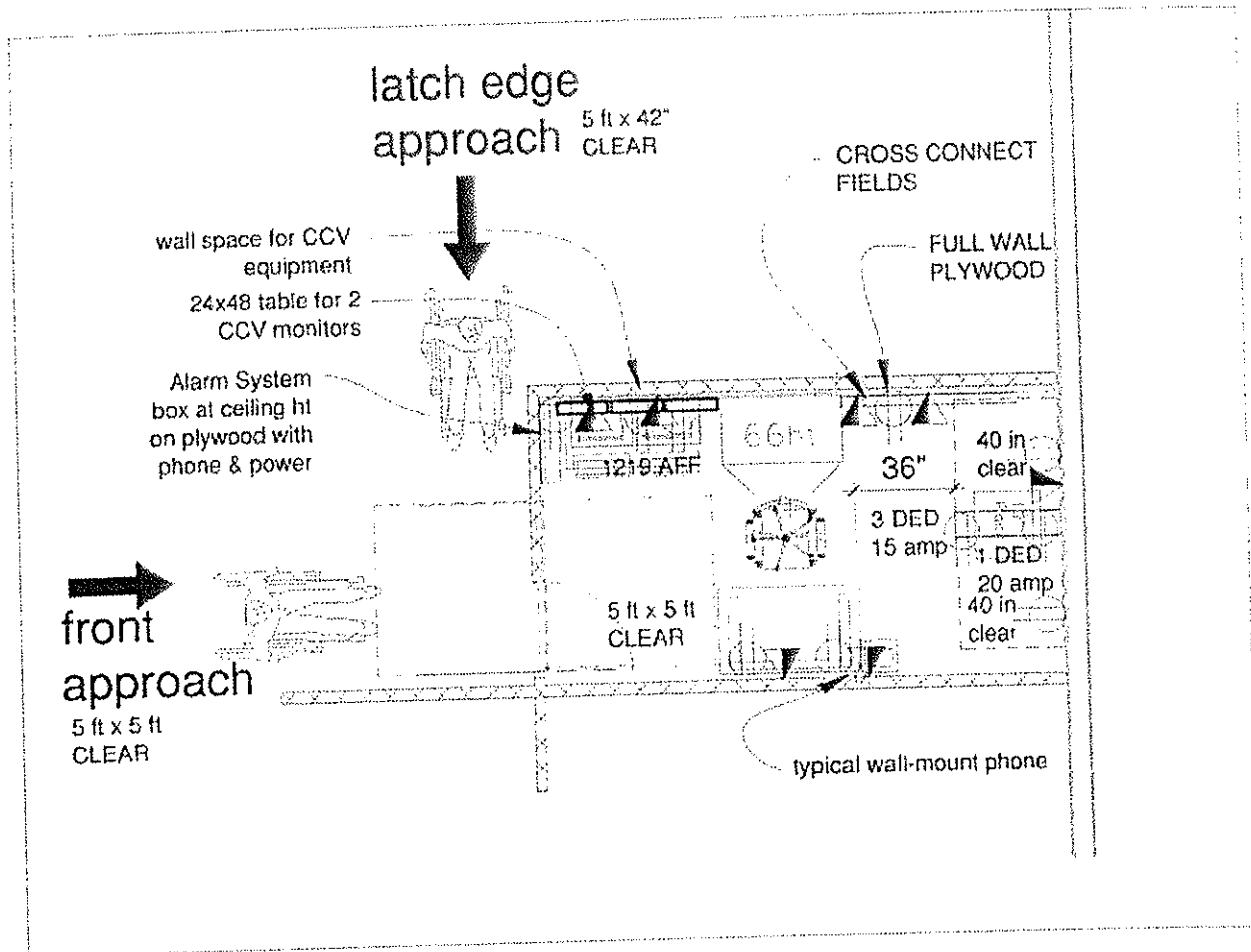 latch edge
approach
5 ft x 42"
CLEAR
CROSS CONNECT
FIELDS
wall space for CCV
equipment
FULL WALL
PLYWOOD
24x48 table for 2
CCV monitors
Alarm System
box at ceiling ht
on plywood with
phone & power
1219 AFF
66in
36"
40 in
clear
3 DED
15 amp
1 DED
20 amp
40 in
clear
front
approach
5 ft x 5 ft
CLEAR
5 ft x 5 ft
CLEAR
typical wall-mount phone